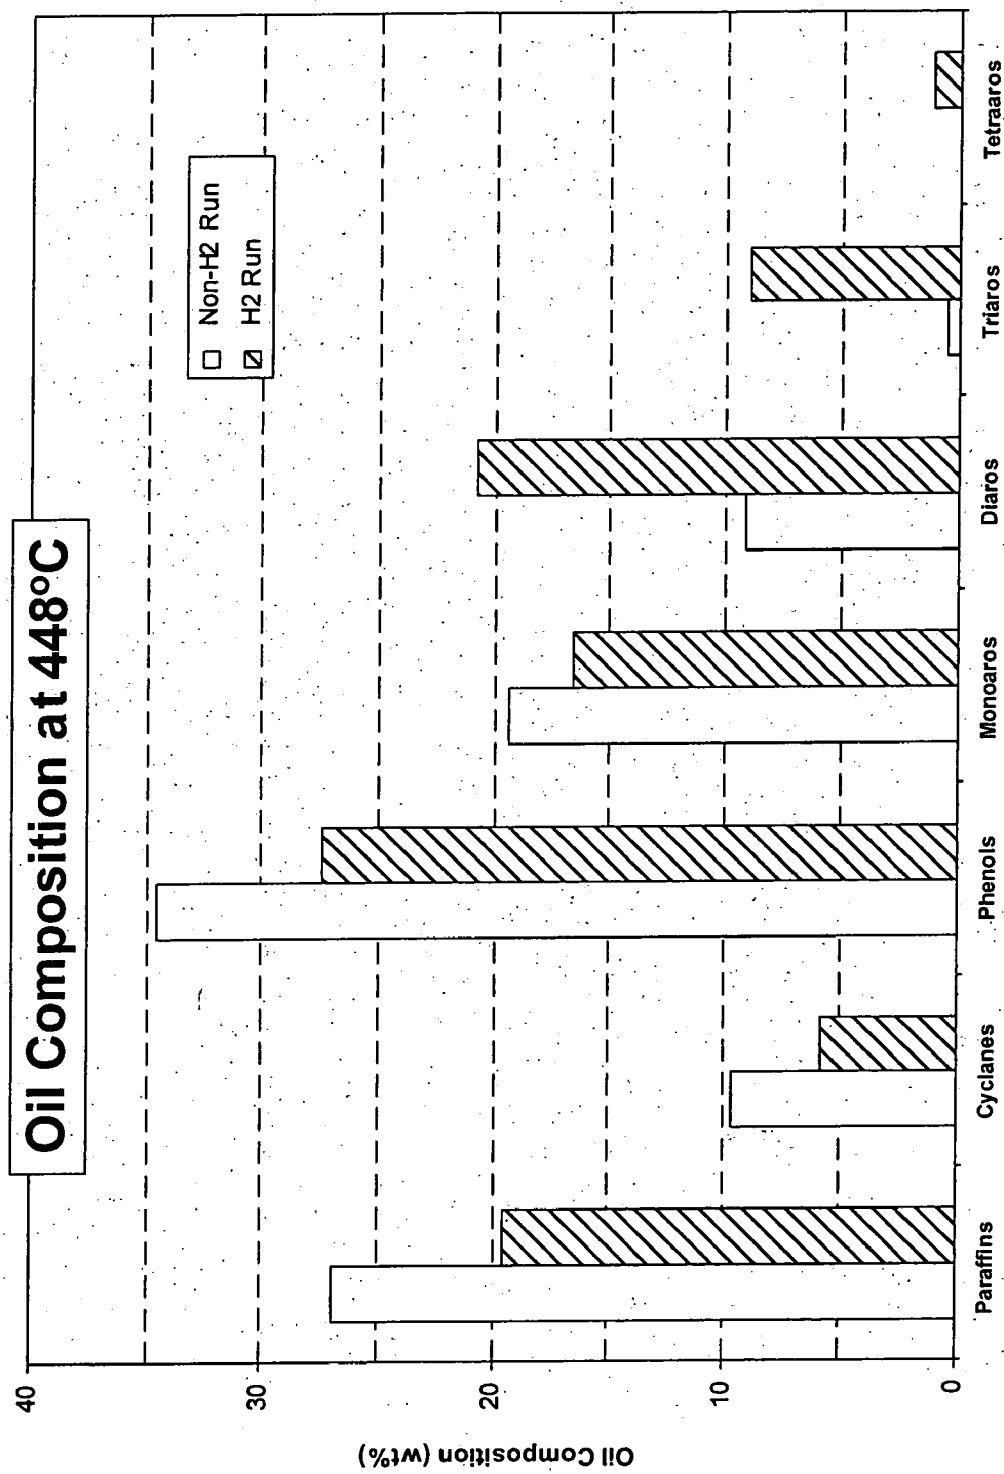 Oil Composition at 448°C
Non-H2 Run
H2 Run
Oil Composition (wt%)
40
30
20
10
0
Paraffins
Cyclanes
Phenols
Monoaros
Diaros
Triaros
Tetraaros